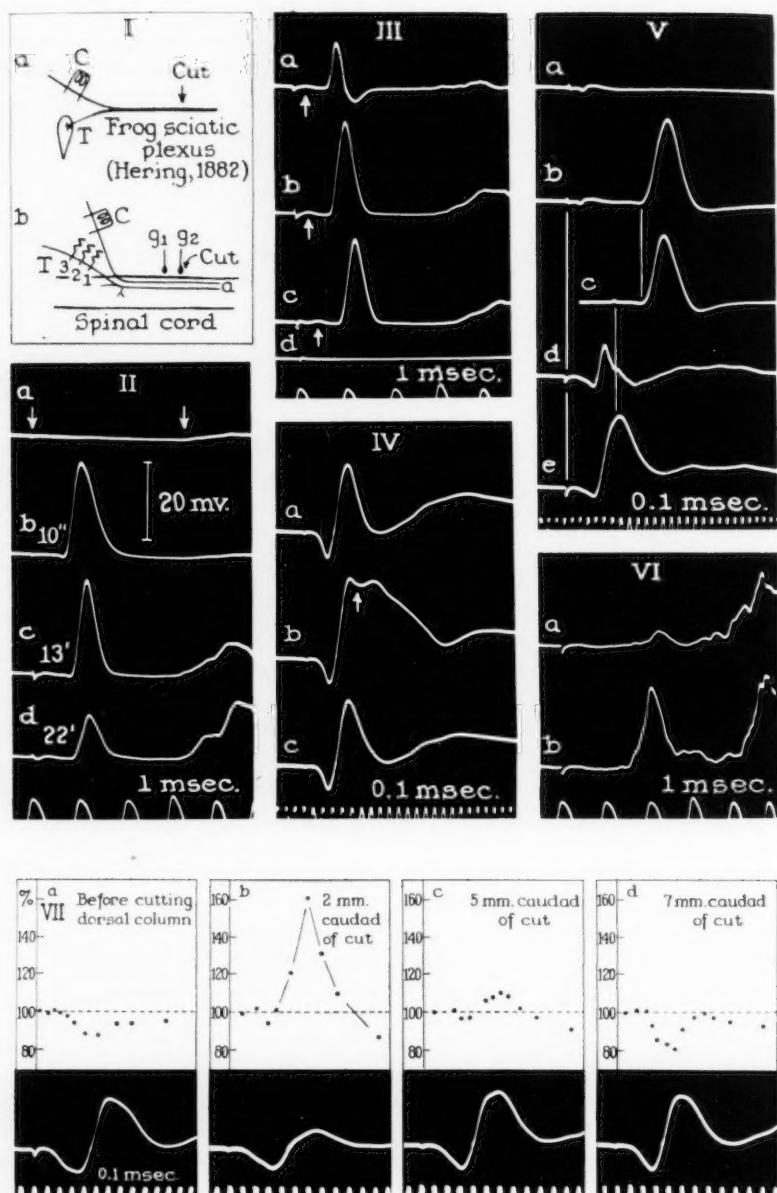 I
a
C
Cut
T
Frog sciatic
plexus
(Hering, 1882)
b
C
g1 g2
Cut
T 3 2 1
a
Spinal cord
II
a
b 10"
20 mv.
c 13'
d 22'
1 msec.
III
a
b
c
d
1 msec.
IV
a
b
c
0.1 msec.
V
a
b
c
d
e
0.1 msec.
VI
a
b
1 msec.
% a
VII
Before cutting
dorsal column
160
140
120
100
80
0.1 msec.
b
2 mm.
caudad
of cut
160
140
120
100
80
c
5 mm. caudad
of cut
160
140
120
100
80
d
7 mm. caudad
of cut
160
140
120
100
80